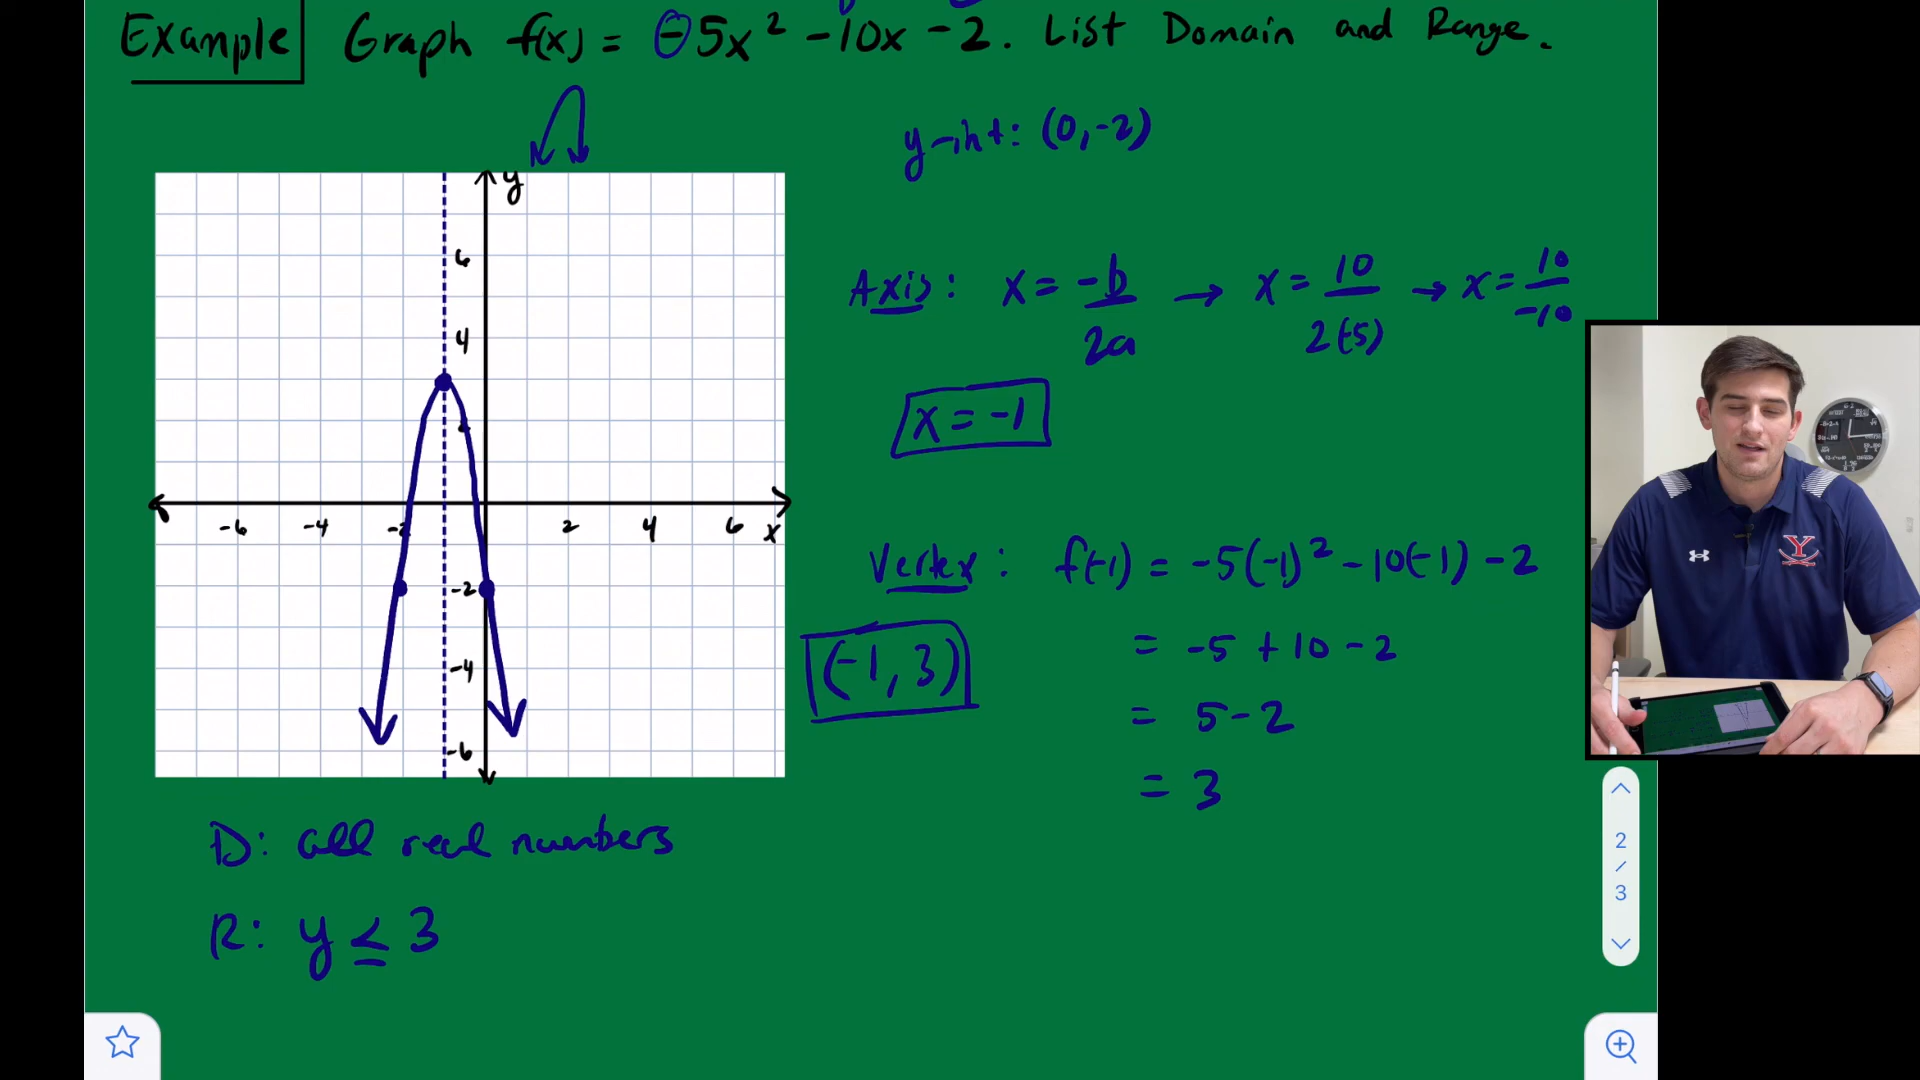 Example Graph f(x) = -5x² -10x -2. List Domain and Range.
y-int: (0,-2)
y
6
4
2
-6 -4 -2 2 4 6 x
-2
-4
-6
Axis: x = -b/2a → x = 10/2(-5) → x = 10/-10
x = -1
Vertex: f(-1) = -5(-1)² -10(-1) -2
= -5 +10 -2
(-1, 3)
= 5-2
= 3
D: all real numbers
R: y ≤ 3
Y
2
/
3